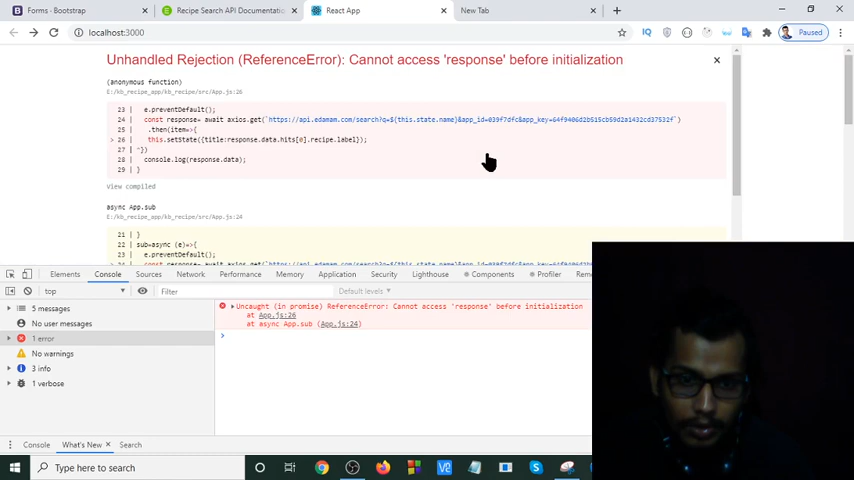 Forms · Bootstrap
Recipe Search API Documentatio
React App
New Tab
localhost:3000
Paused
Unhandled Rejection (ReferenceError): Cannot access 'response' before initialization
(anonymous function)
E:/kb_recipe_app/kb_recipe/src/App.js:26
23 | e.preventDefault();
24 | const response= await axios.get(`https://api.edamam.com/search?q=${this.state.name}&app_id=039f7dfc&app_key=64f9406d2b515cb59d2a1432cd37532f`)
25 | .then(item=>{
> 26 | this.setState({title:response.data.hits[0].recipe.label});
27 | ^})
28 | console.log(response.data);
29 | }
View compiled
async App.sub
E:/kb_recipe_app/kb_recipe/src/App.js:24
21 | }
22 | sub=async (e)=>{
23 | e.preventDefault();
Elements
Console
Sources
Network
Performance
Memory
Application
Security
Lighthouse
Components
Profiler
Rem
top
Filter
Default levels
5 messages
No user messages
1 error
No warnings
3 info
1 verbose
Uncaught (in promise) ReferenceError: Cannot access 'response' before initialization
at App.js:26
at async App.sub (App.js:24)
Console
What's New
Search
Type here to search